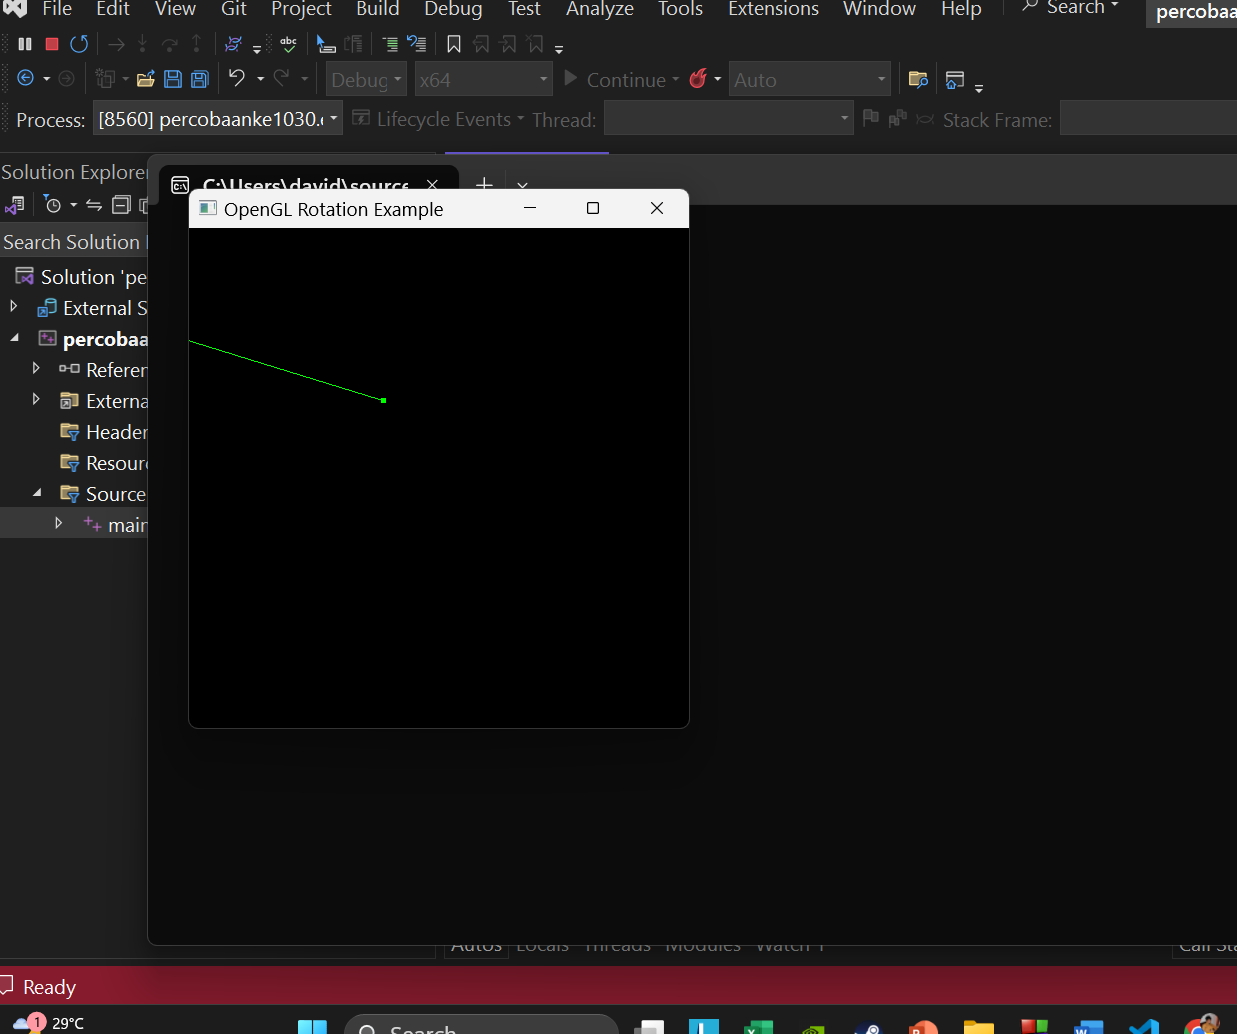 File Edit View Git Project Build Debug Test Analyze Tools Extensions Window Help Search percobaa
Debug x64 Continue Auto
Process: [8560] percobaanke1030. Lifecycle Events Thread: Stack Frame:
Solution Explorer
C:\Users\david\source
OpenGL Rotation Example
Search Solution
Solution 'pe
External S
percobaa
Referen
Externa
Header
Resour
Source
main
Autos Locals Threads Modules Watch 1 Call Sta
Ready
1 29°C Search